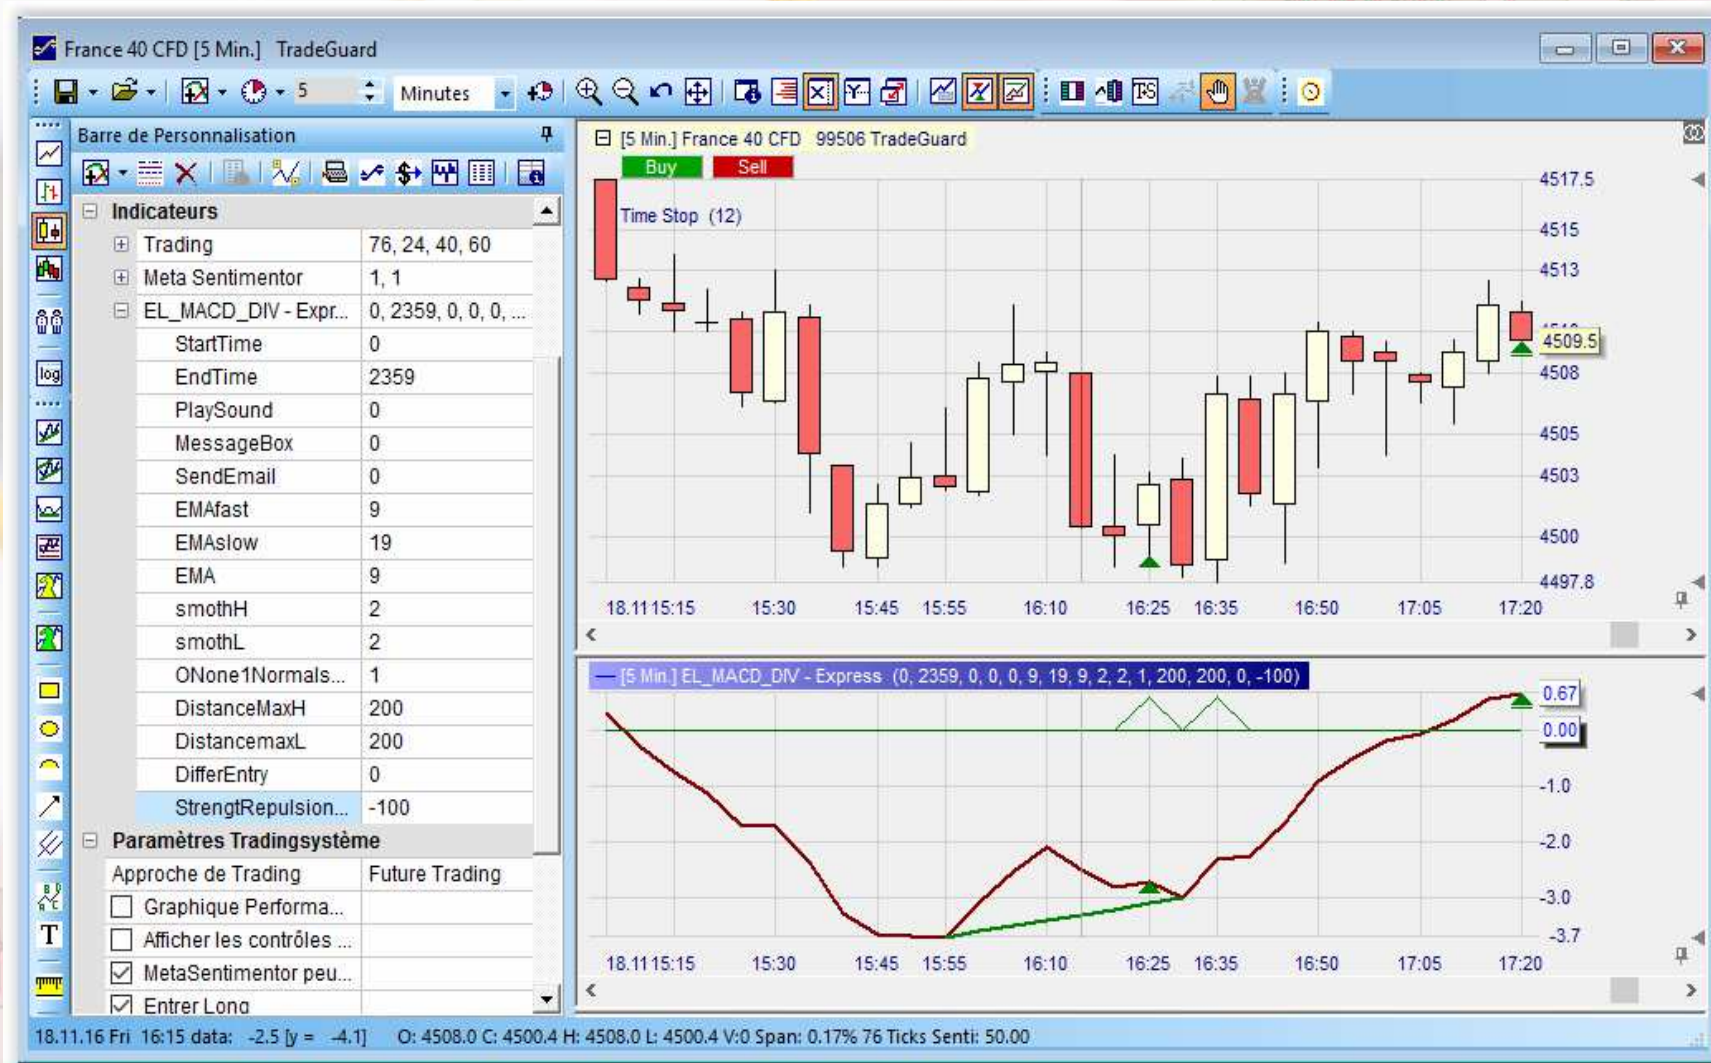 France 40 CFD [5 Min.] TradeGuard
5 Minutes
Barre de Personnalisation
Indicateurs
Trading 76, 24, 40, 60
Meta Sentimentor 1, 1
EL_MACD_DIV - Expr... 0, 2359, 0, 0, 0, ...
StartTime 0
EndTime 2359
PlaySound 0
MessageBox 0
SendEmail 0
EMAfast 9
EMAslow 19
EMA 9
smothH 2
smothL 2
ONone1Normals... 1
DistanceMaxH 200
DistancemaxL 200
DifferEntry 0
StrengtRepulsion... -100
Paramètres Tradingsystème
Approche de Trading Future Trading
Graphique Performa...
Afficher les contrôles ...
MetaSentimentor peu...
Entrer Long
log
T
[5 Min.] France 40 CFD 99506 TradeGuard
Buy Sell
Time Stop (12)
4517.5
4515
4513
4509.5
4508
4505
4503
4500
4497.8
18.11 15:15 15:30 15:45 15:55 16:10 16:25 16:35 16:50 17:05 17:20
[5 Min.] EL_MACD_DIV - Express (0, 2359, 0, 0, 0, 9, 19, 9, 2, 2, 1, 200, 200, 0, -100)
0.67
0.00
-1.0
-2.0
-3.0
-3.7
18.11 15:15 15:30 15:45 15:55 16:10 16:25 16:35 16:50 17:05 17:20
18.11.16 Fri 16:15 data: -2.5 [y = -4.1] O: 4508.0 C: 4500.4 H: 4508.0 L: 4500.4 V:0 Span: 0.17% 76 Ticks Senti: 50.00